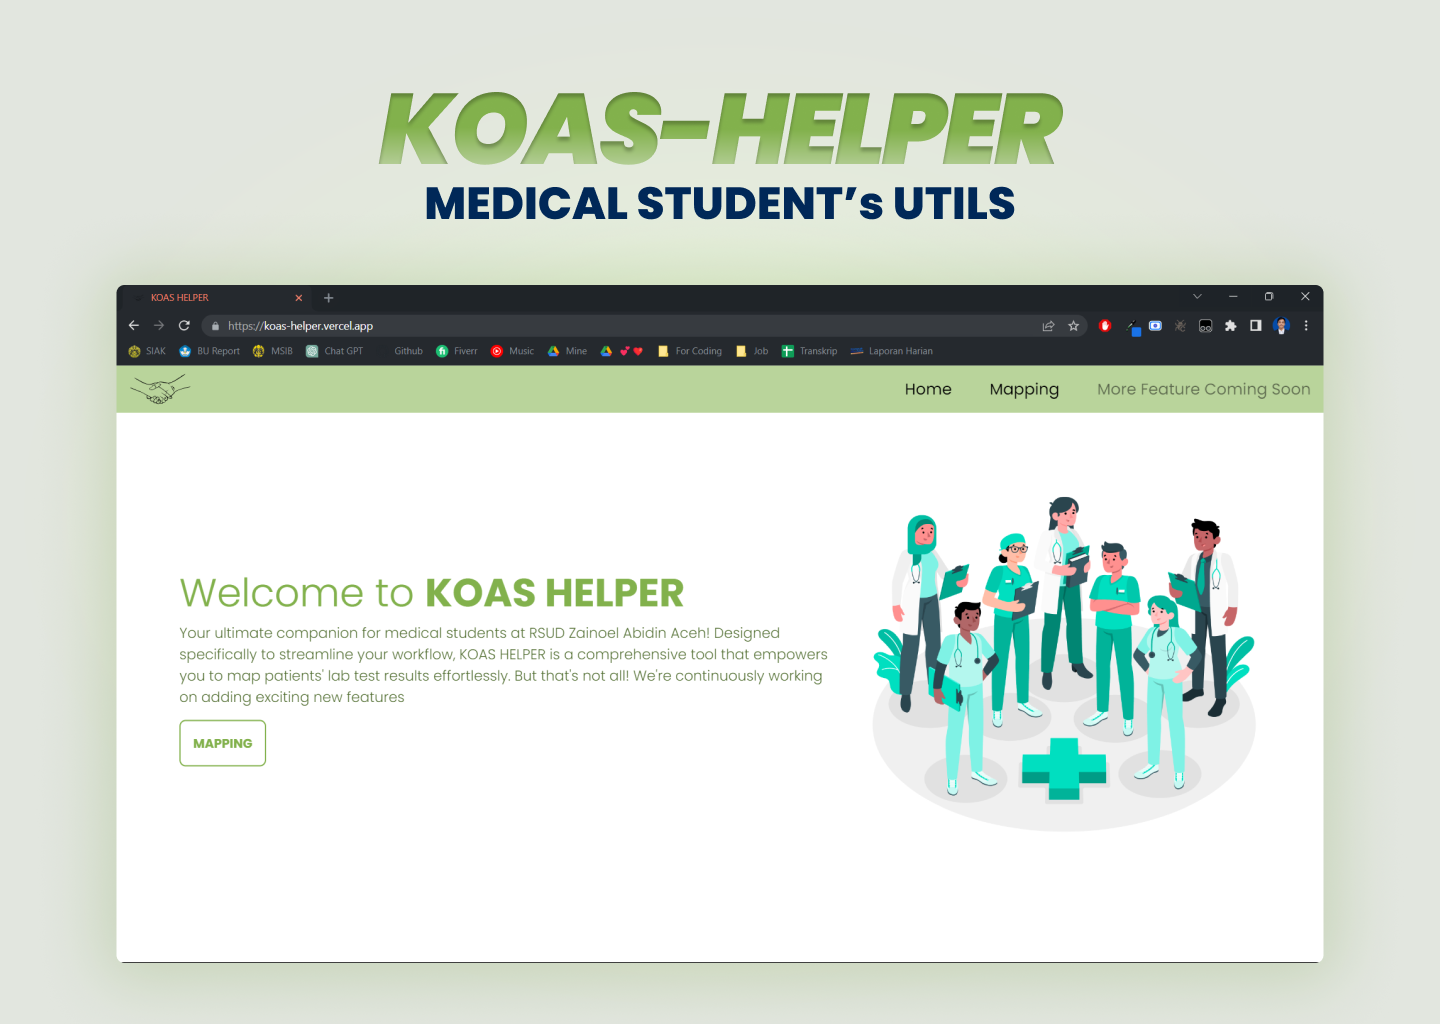 KOAS-HELPER
MEDICAL STUDENT’s UTILS
KOAS HELPER
https://koas-helper.vercel.app
SIAK BU Report MSIB Chat GPT Github Fiverr Music Mine For Coding Job Transkrip Laporan Harian
Home Mapping More Feature Coming Soon
Welcome to KOAS HELPER
Your ultimate companion for medical students at RSUD Zainoel Abidin Aceh! Designed
specifically to streamline your workflow, KOAS HELPER is a comprehensive tool that empowers
you to map patients' lab test results effortlessly. But that's not all! We're continuously working
on adding exciting new features
MAPPING